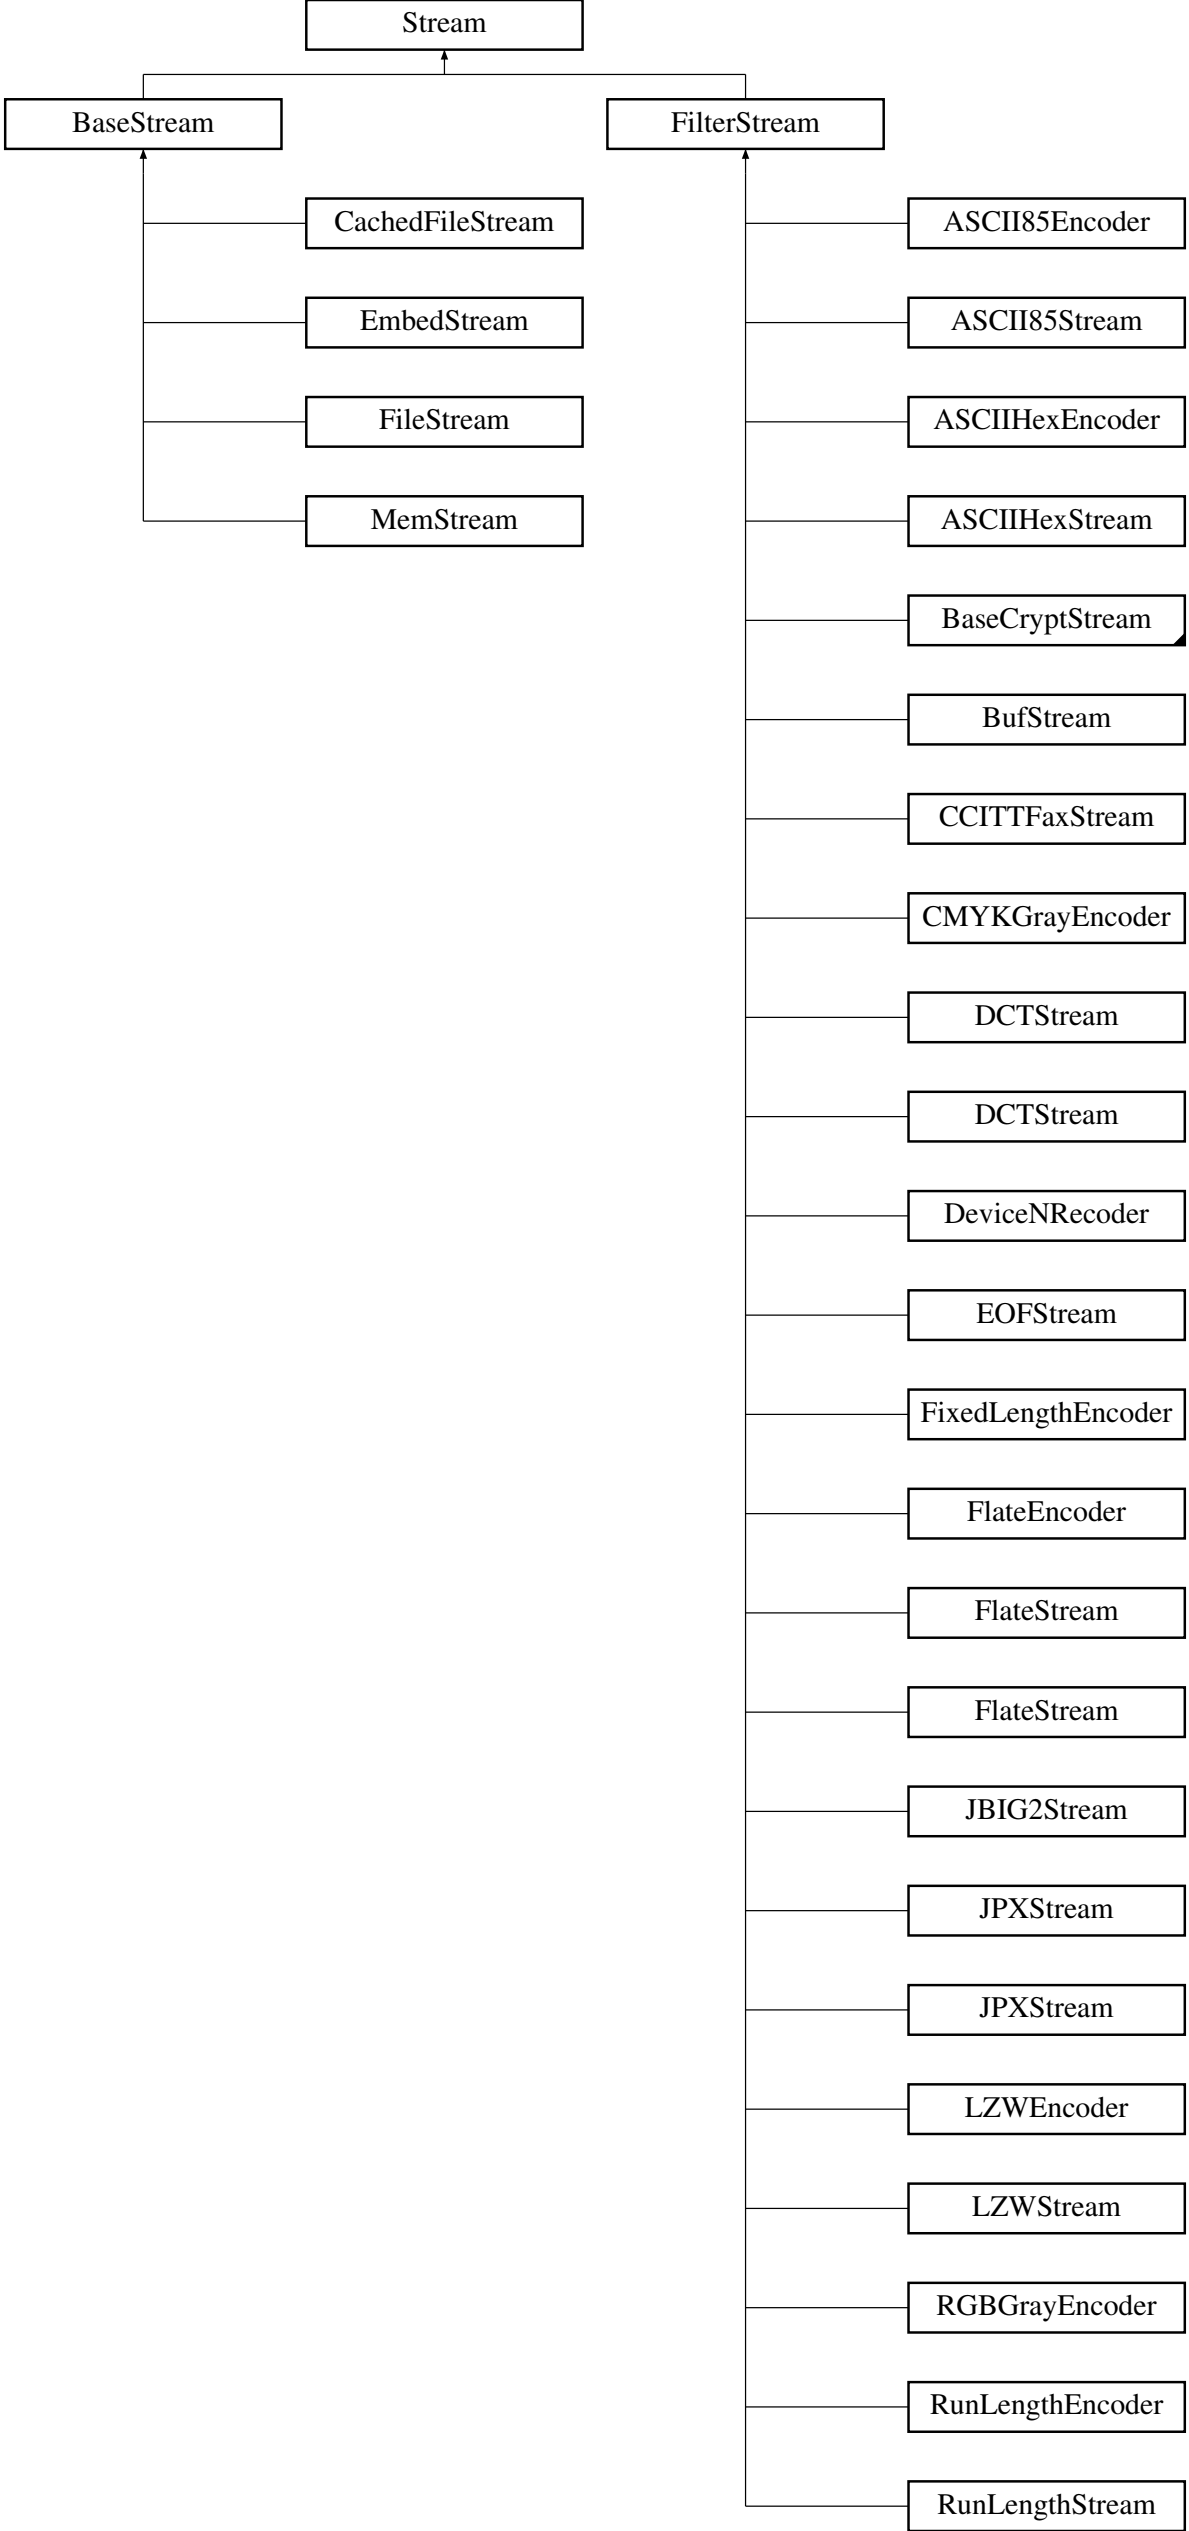 Stream
BaseStream
FilterStream
CachedFileStream
ASCII85Encoder
EmbedStream
ASCII85Stream
FileStream
ASCIIHexEncoder
MemStream
ASCIIHexStream
BaseCryptStream
BufStream
CCITTFaxStream
CMYKGrayEncoder
DCTStream
DCTStream
DeviceNRecoder
EOFStream
FixedLengthEncoder
FlateEncoder
FlateStream
FlateStream
JBIG2Stream
JPXStream
JPXStream
LZWEncoder
LZWStream
RGBGrayEncoder
RunLengthEncoder
RunLengthStream